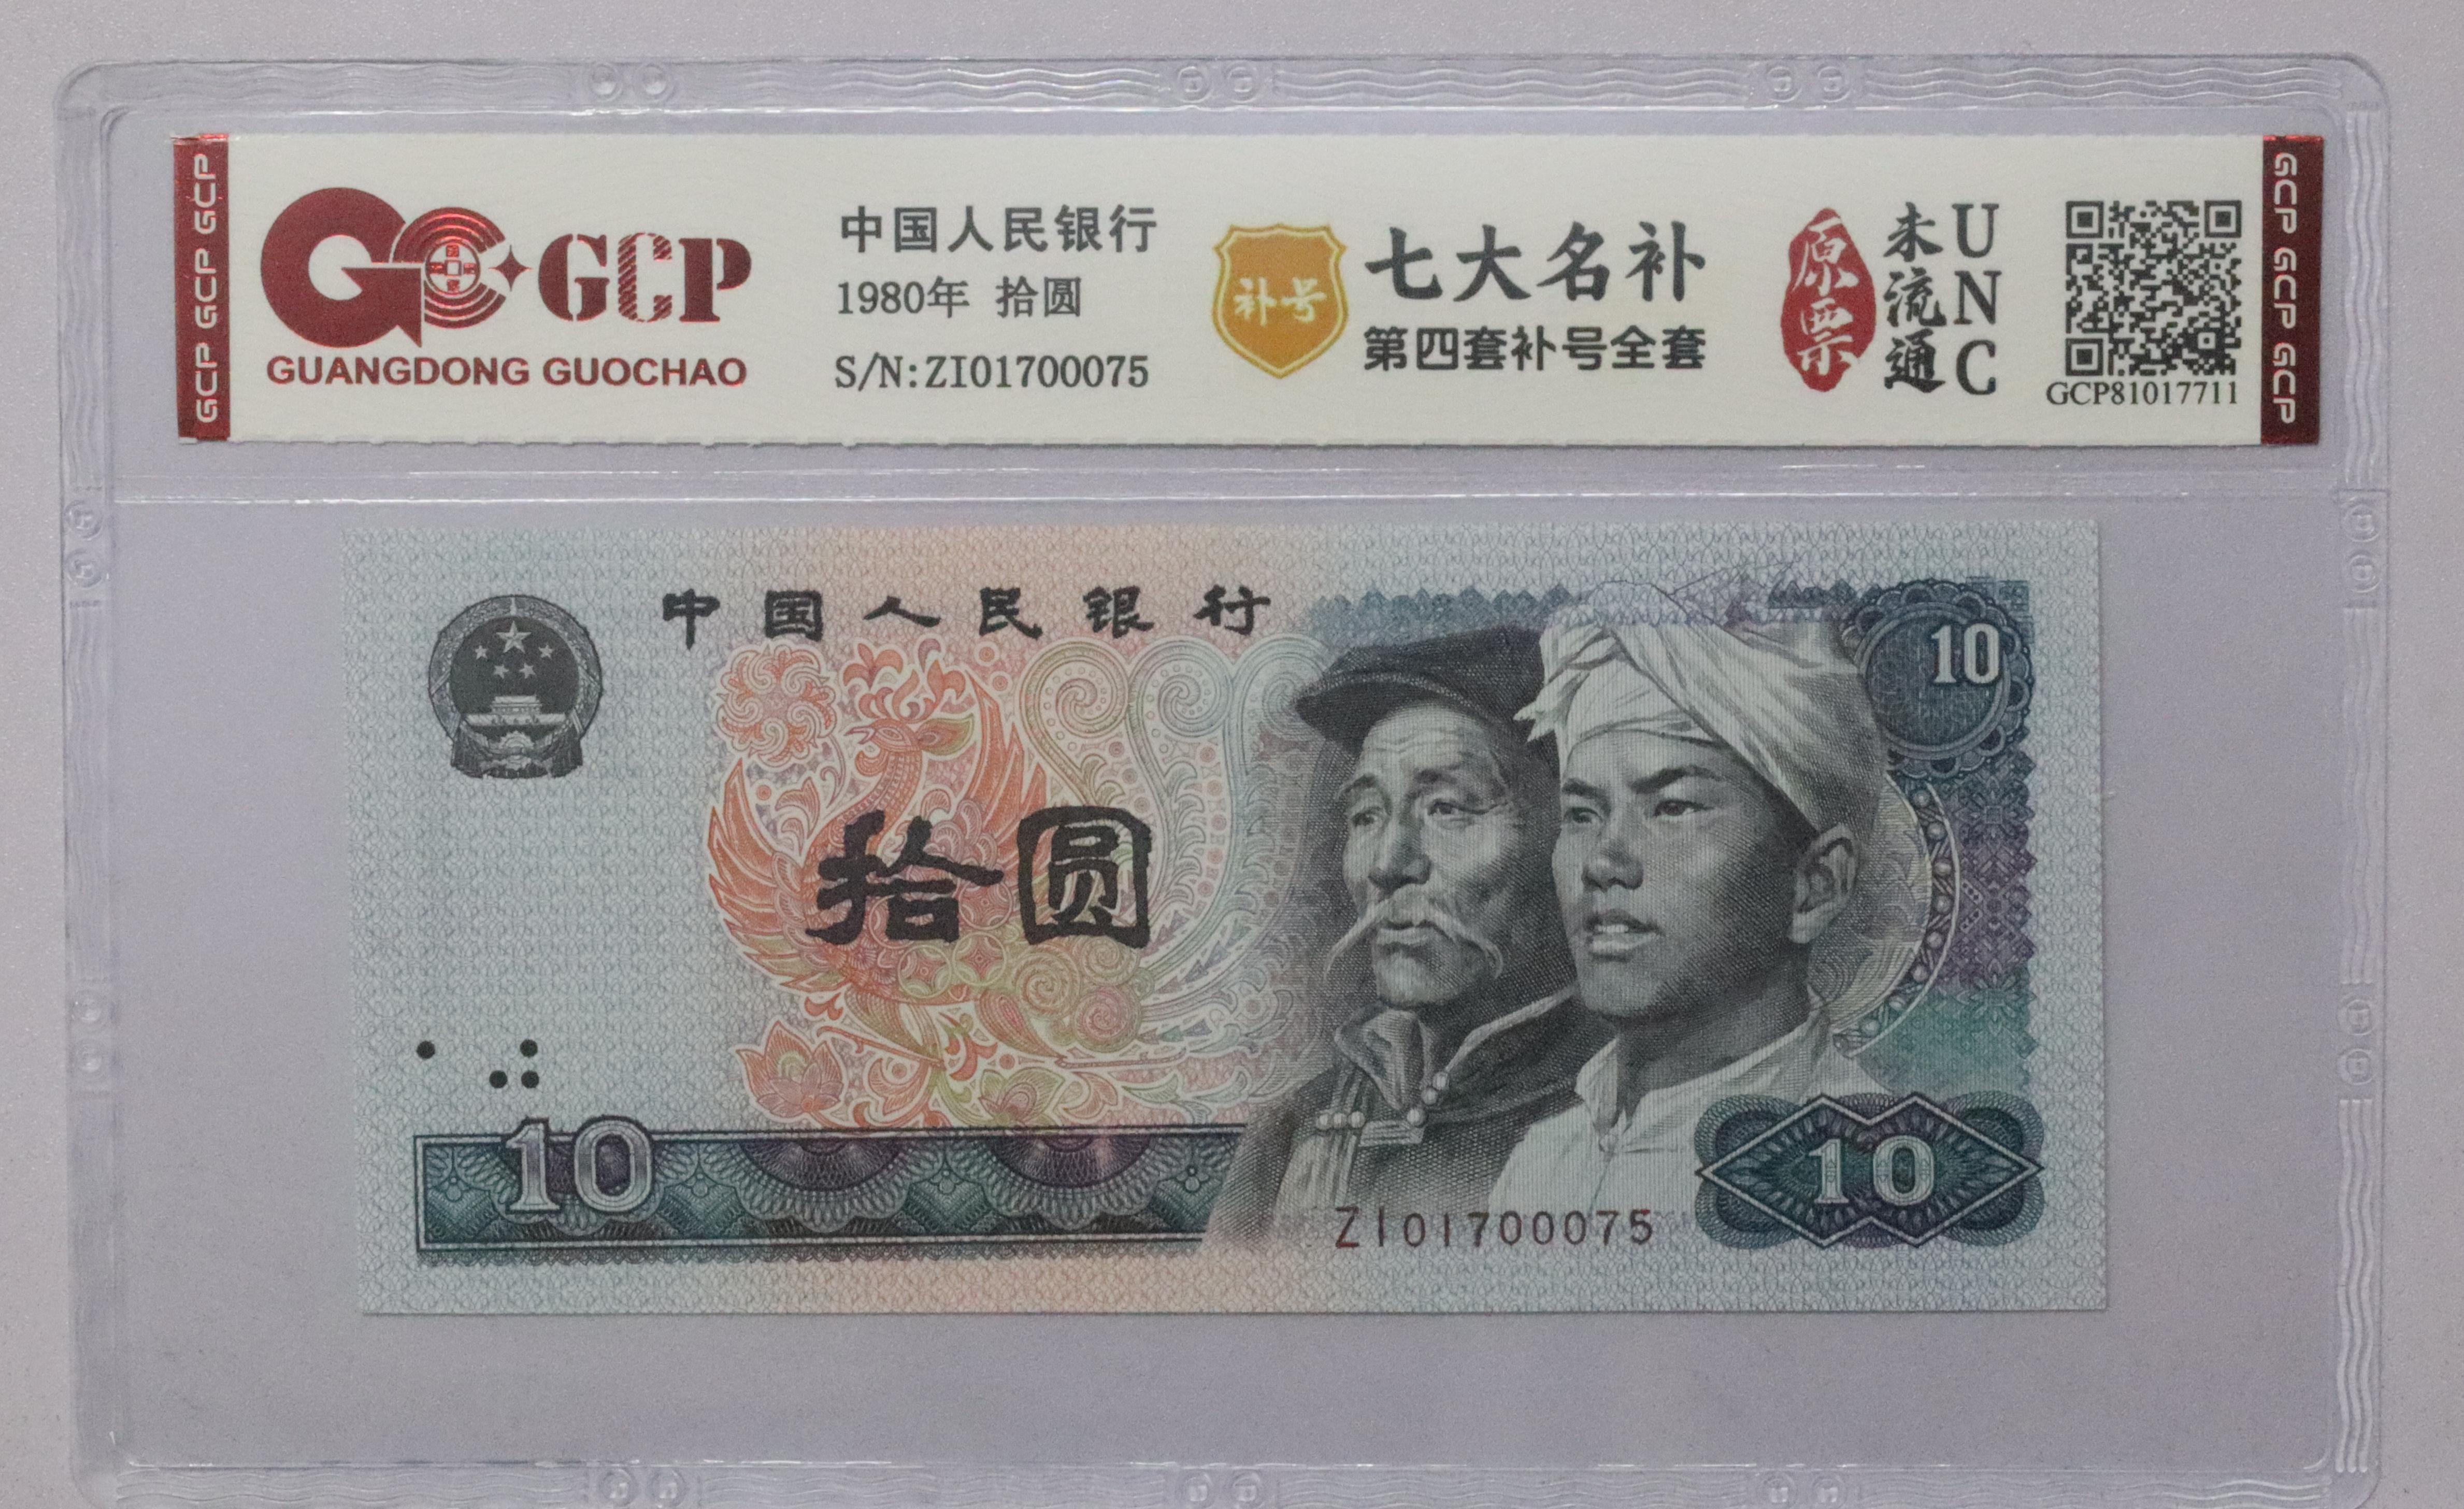 GCP GCP GCP
GCP
GUANGDONG GUOCHAO
中国人民银行
1980年 拾圆
S/N:ZI01700075
补号
七大名补
第四套补号全套
原票
未流通
UNC
GCP81017711
GCP GCP GCP
中国人民银行
10
拾圆
10
ZI01700075
10